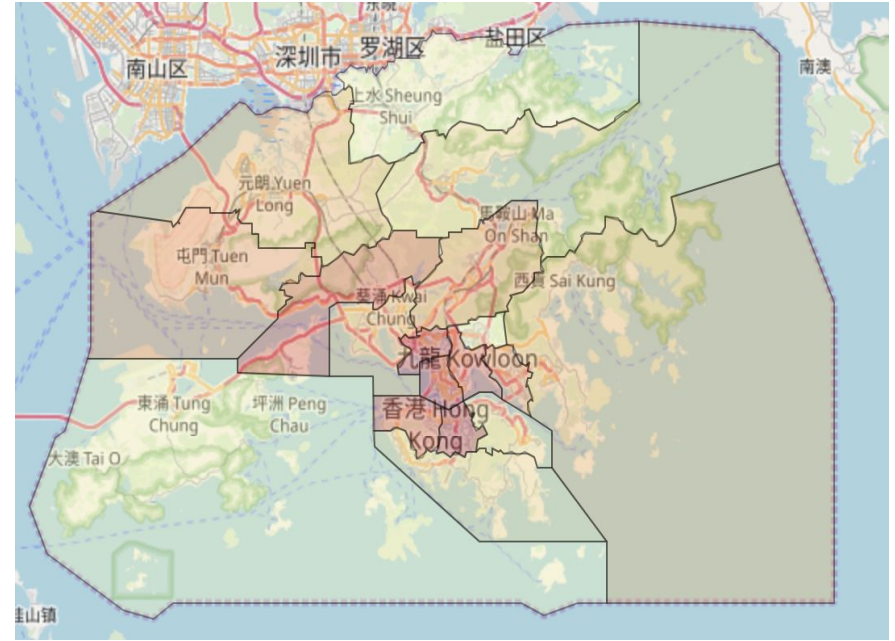 南山区
深圳市
罗湖区
盐田区
南澳
上水 Sheung
Shui
元朗 Yuen
Long
馬鞍山 Ma
On Shan
屯門 Tuen
Mun
西貢 Sai Kung
葵涌 Kwai
Chung
九龍 Kowloon
東涌 Tung
Chung
坪洲 Peng
Chau
香港 Hong
Kong
大澳 Tai O
桂山镇